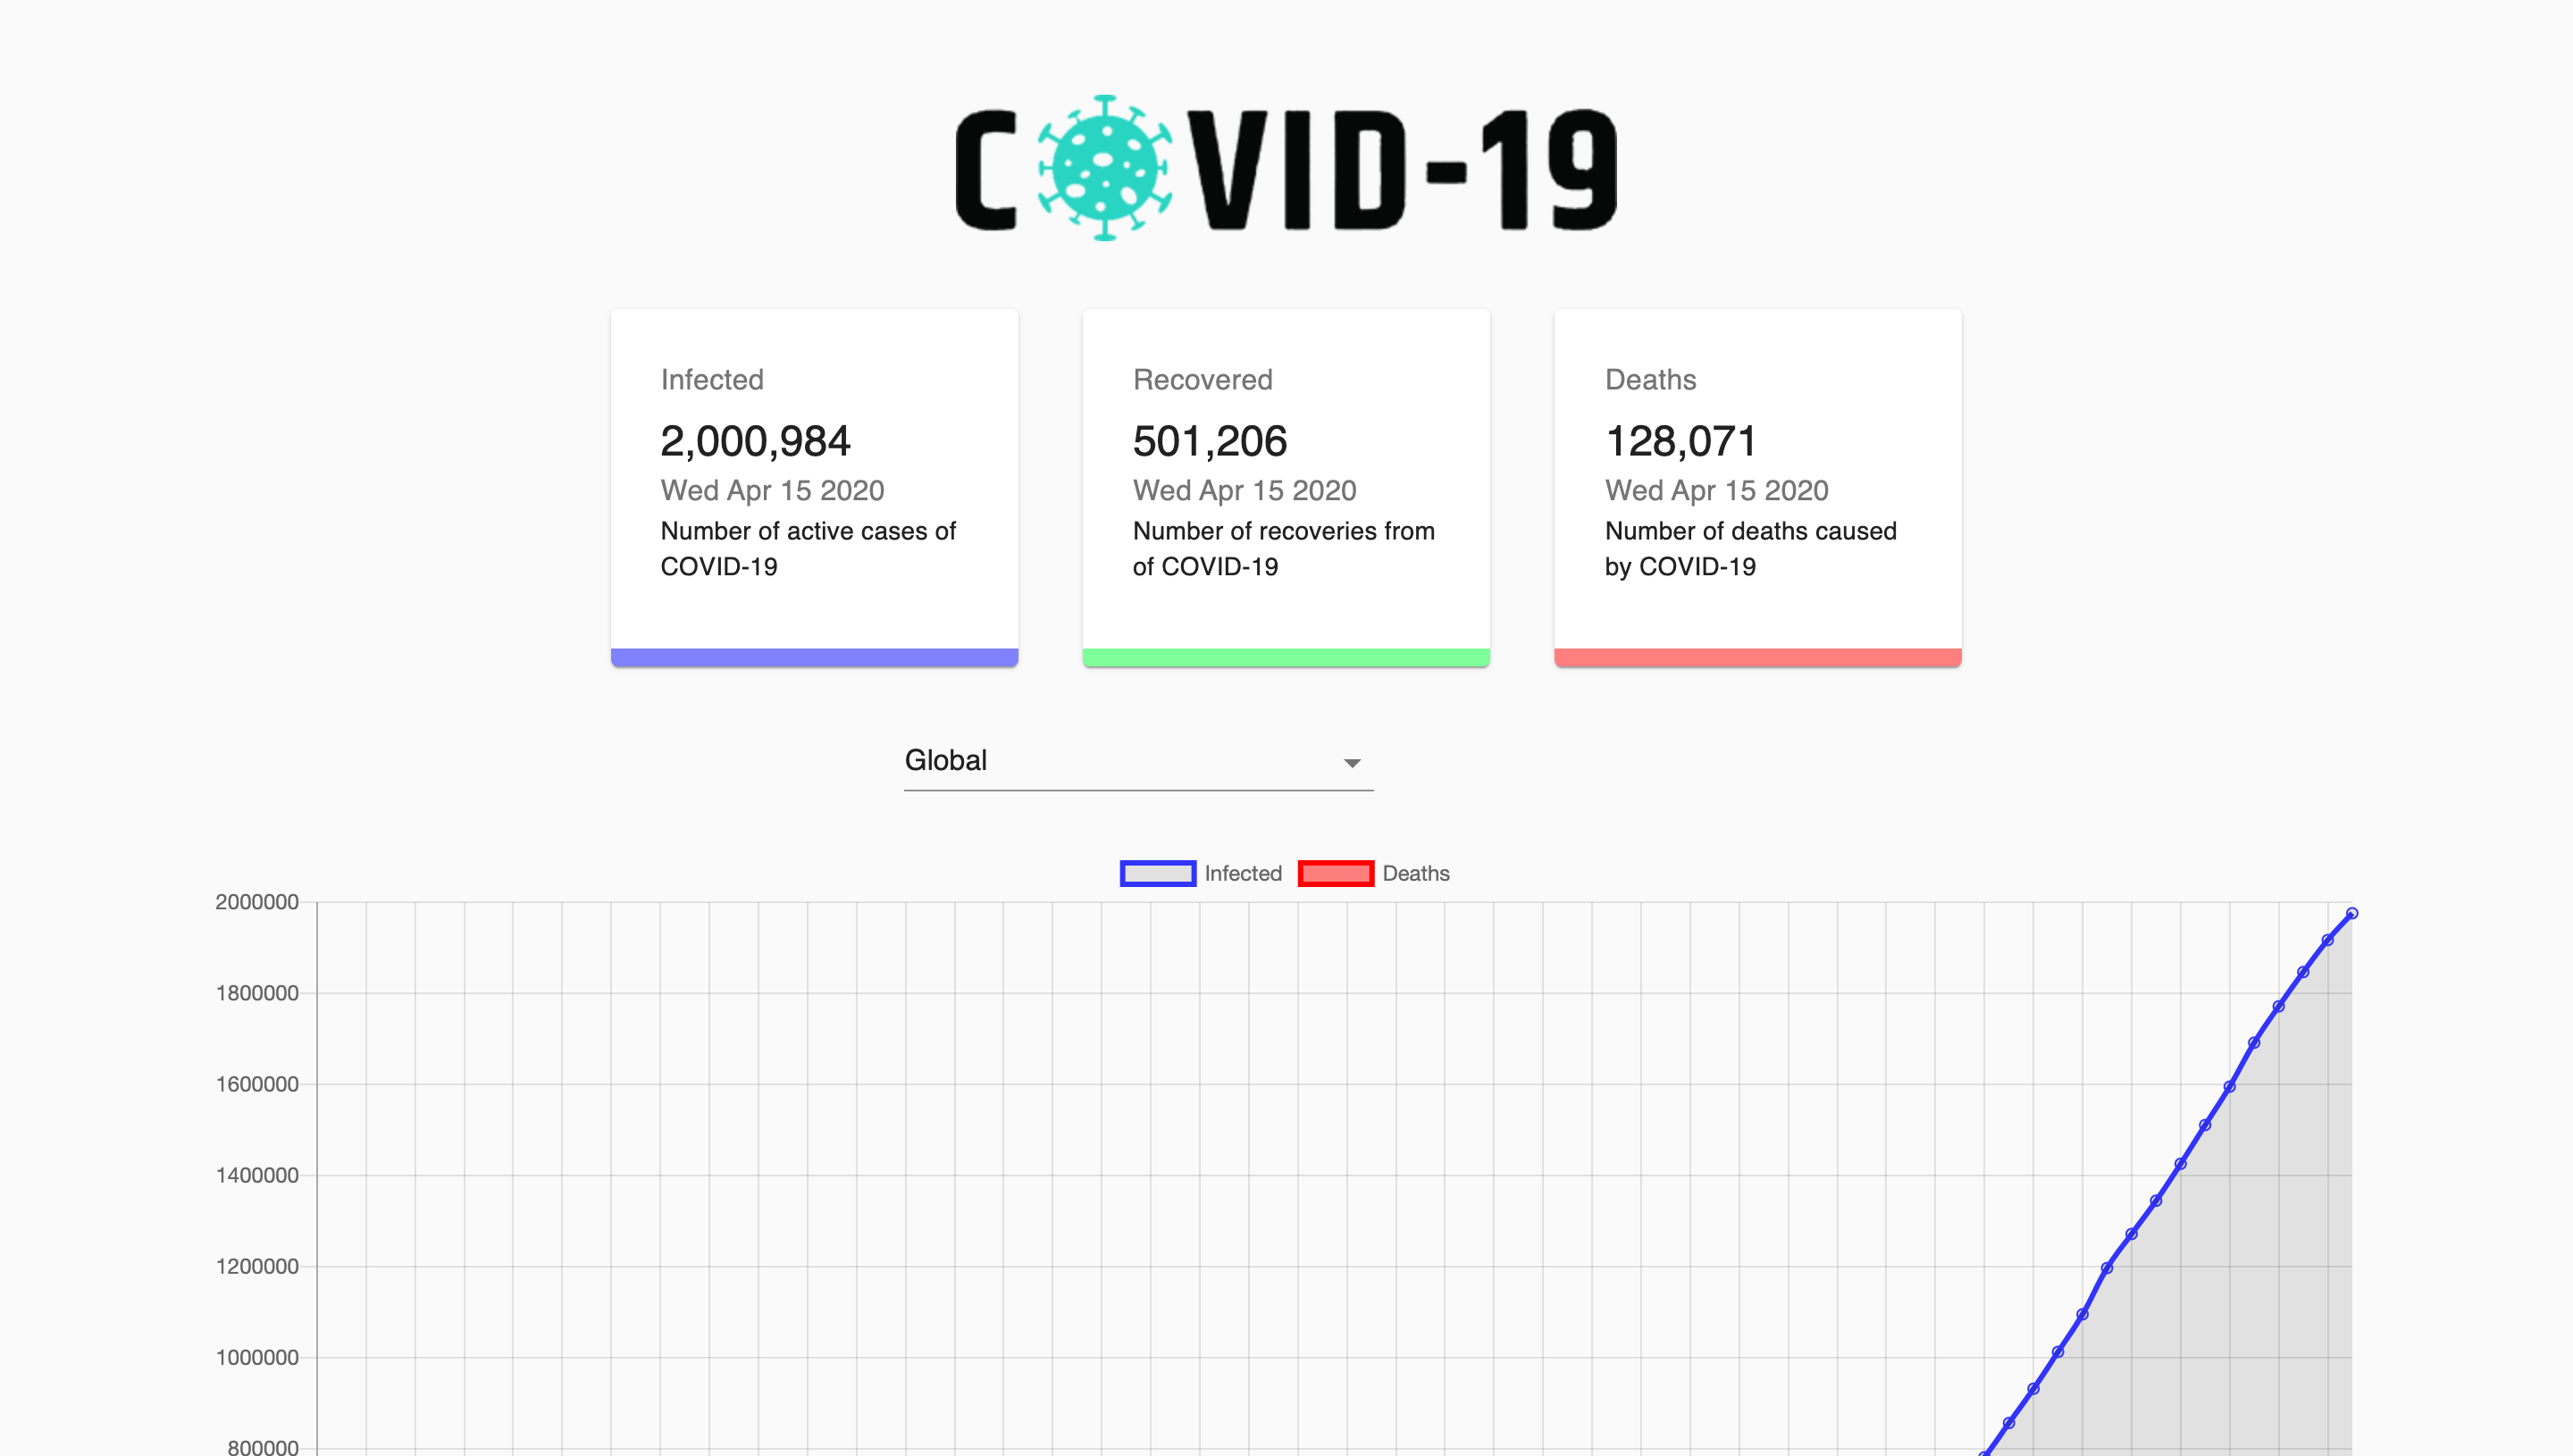 COVID-19
Infected
2,000,984
Wed Apr 15 2020
Number of active cases of
COVID-19
Recovered
501,206
Wed Apr 15 2020
Number of recoveries from
of COVID-19
Deaths
128,071
Wed Apr 15 2020
Number of deaths caused
by COVID-19
Global
Infected Deaths
2000000
1800000
1600000
1400000
1200000
1000000
800000